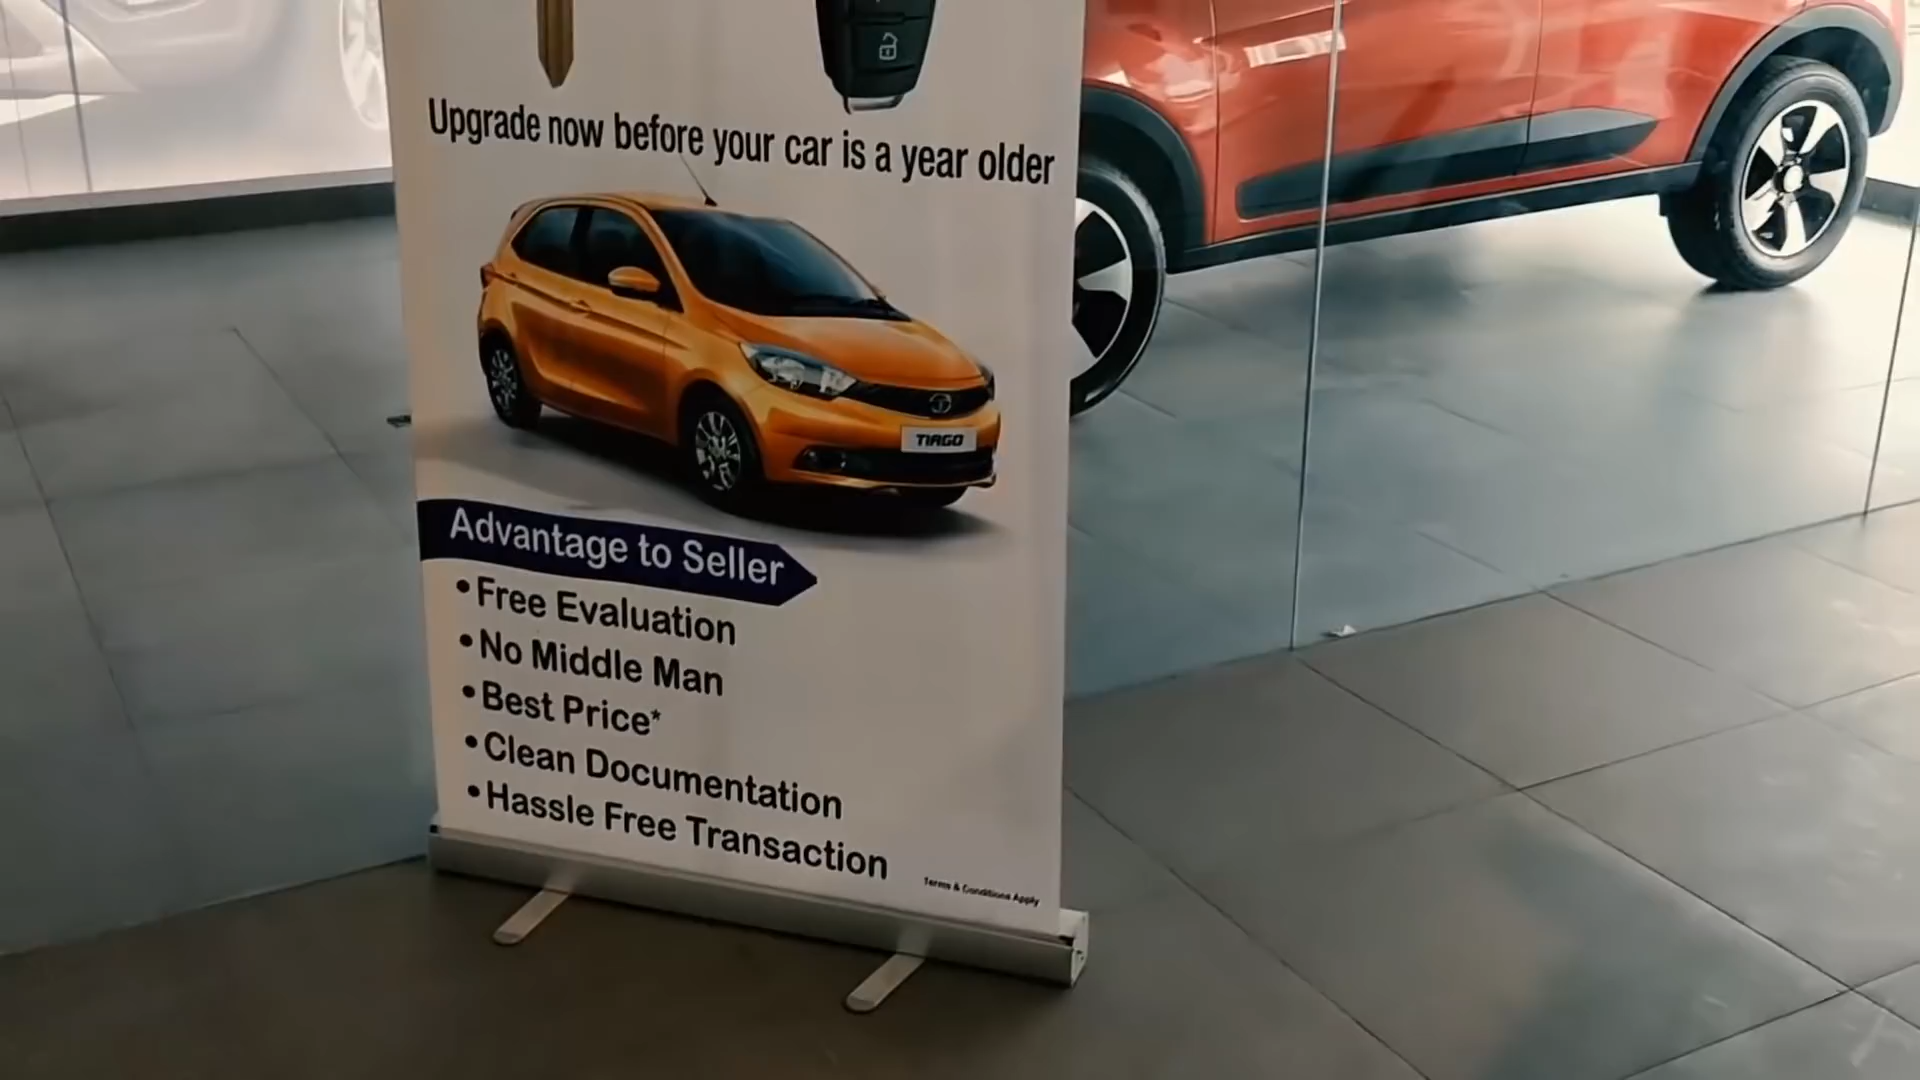 Upgrade now before your car is a year older
TIAGO
Advantage to Seller
• Free Evaluation
• No Middle Man
• Best Price*
• Clean Documentation
• Hassle Free Transaction
Terms & Conditions Apply